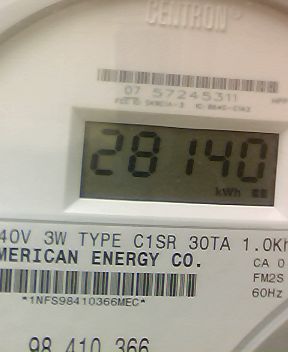 CENTRON
07 57245311
28140
kWh
40V 3W TYPE C1SR 30TA 1.0Kh
MERICAN ENERGY CO.
CA 0
FM2S
60Hz
*1NFS98410366MEC*
98 410 366